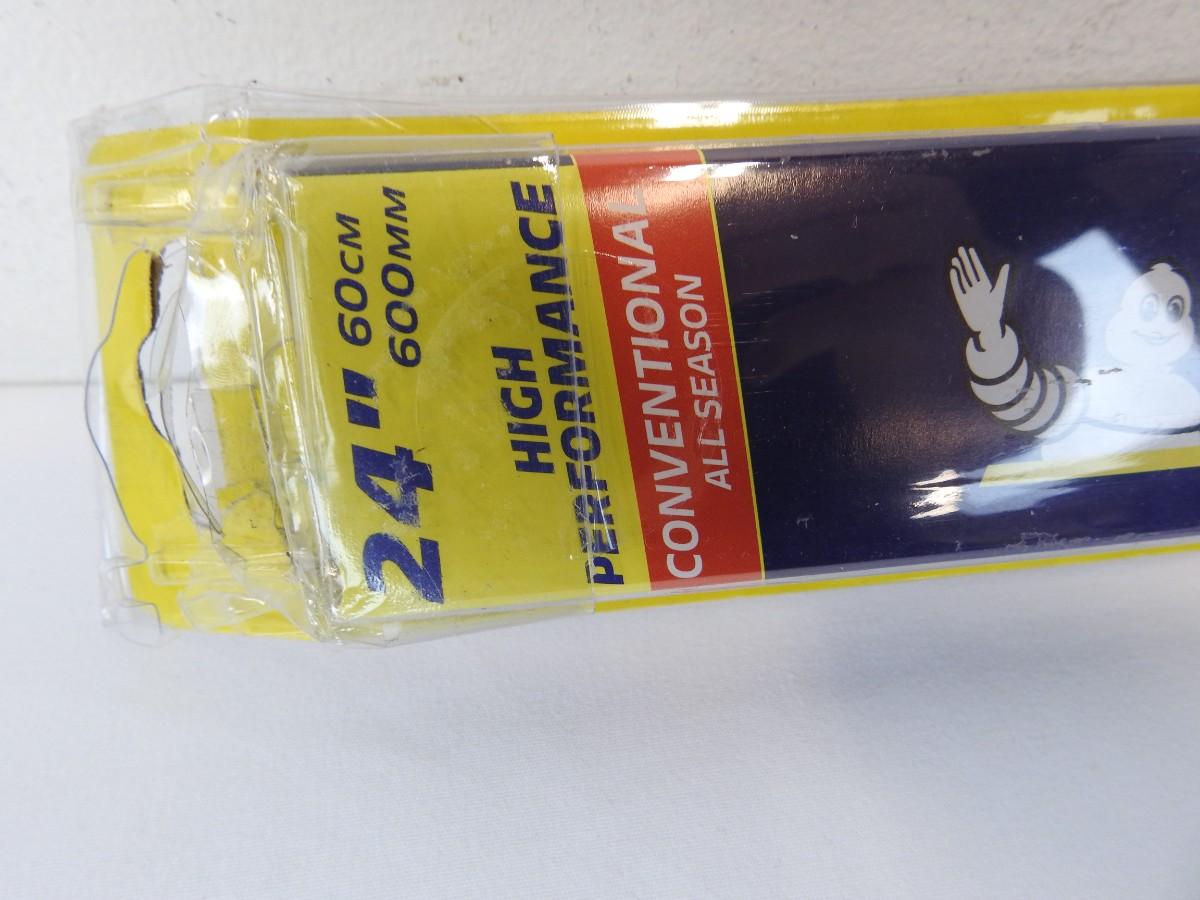 24" 60CM
600MM
HIGH
PERFORMANCE
CONVENTIONAL
ALL SEASON